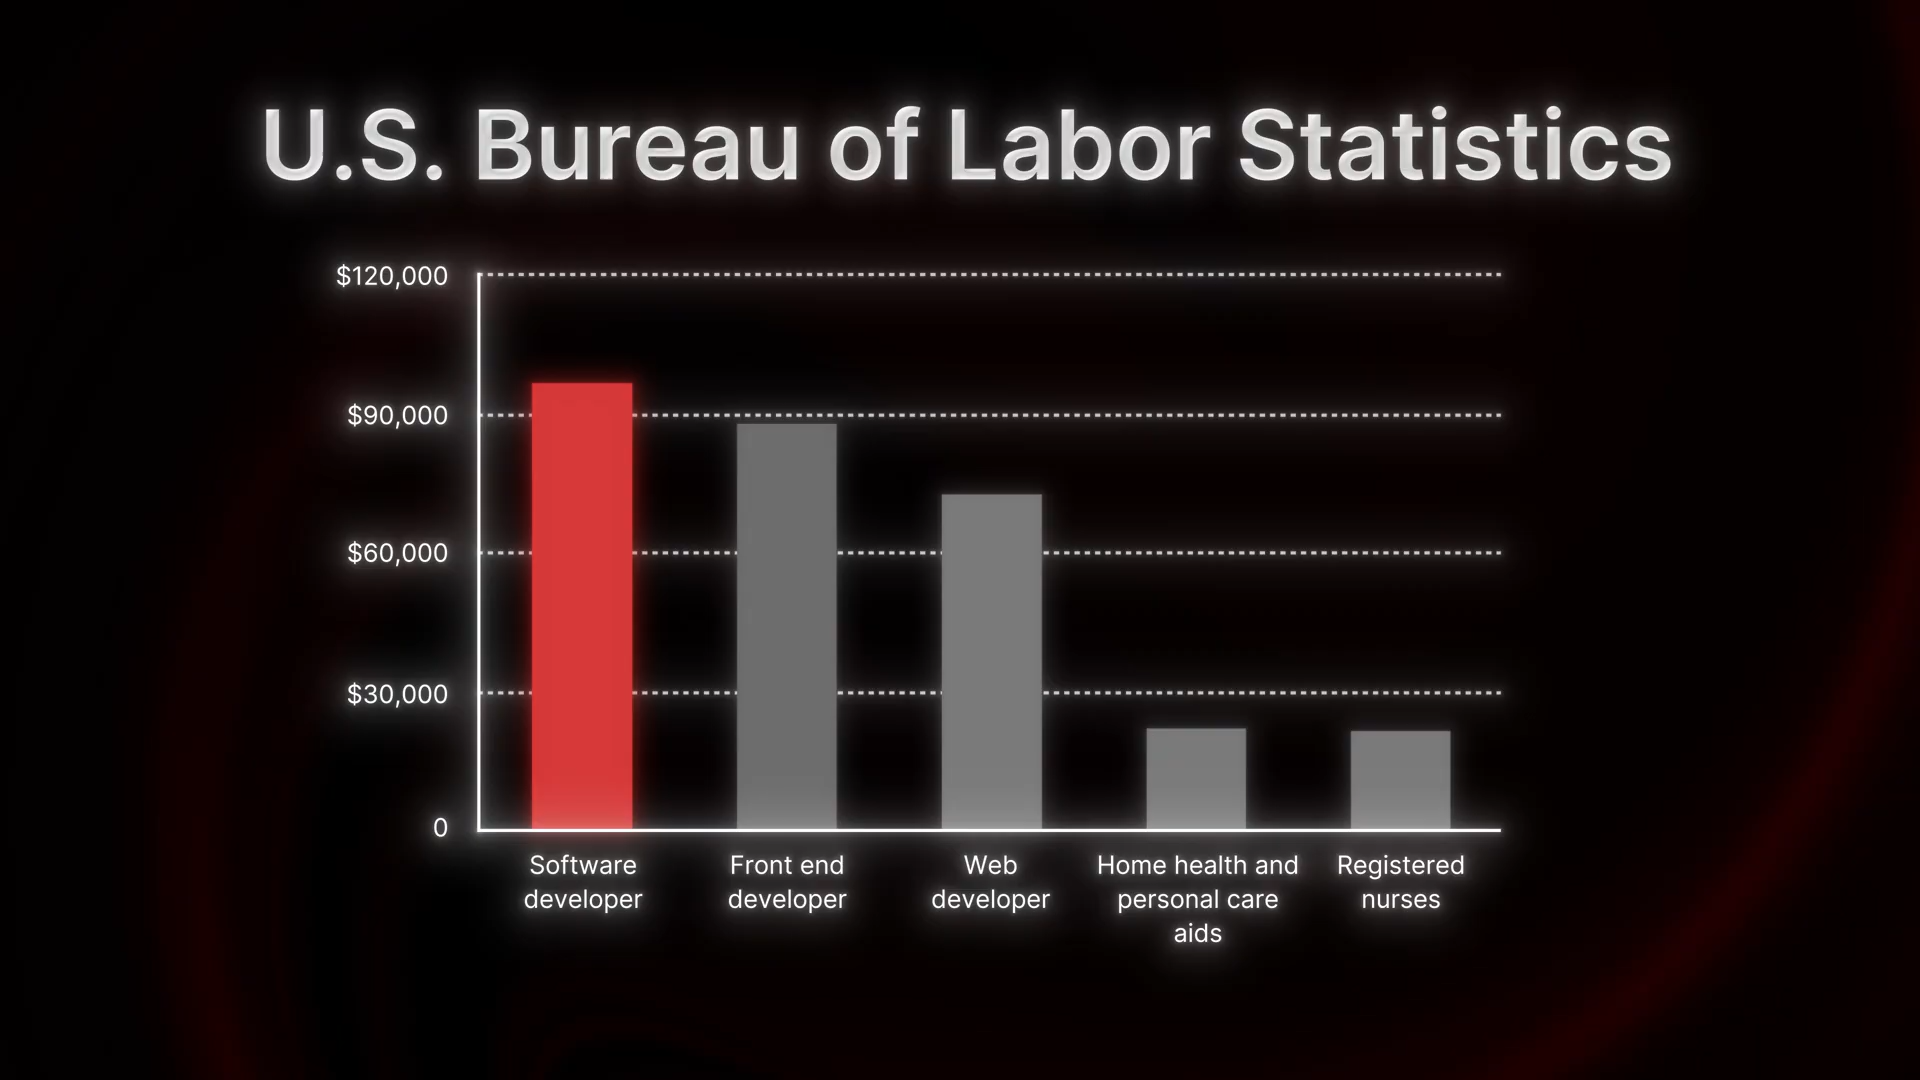 U.S. Bureau of Labor Statistics
$120,000
$90,000
$60,000
$30,000
0
Software
developer
Front end
developer
Web
developer
Home health and
personal care
aids
Registered
nurses